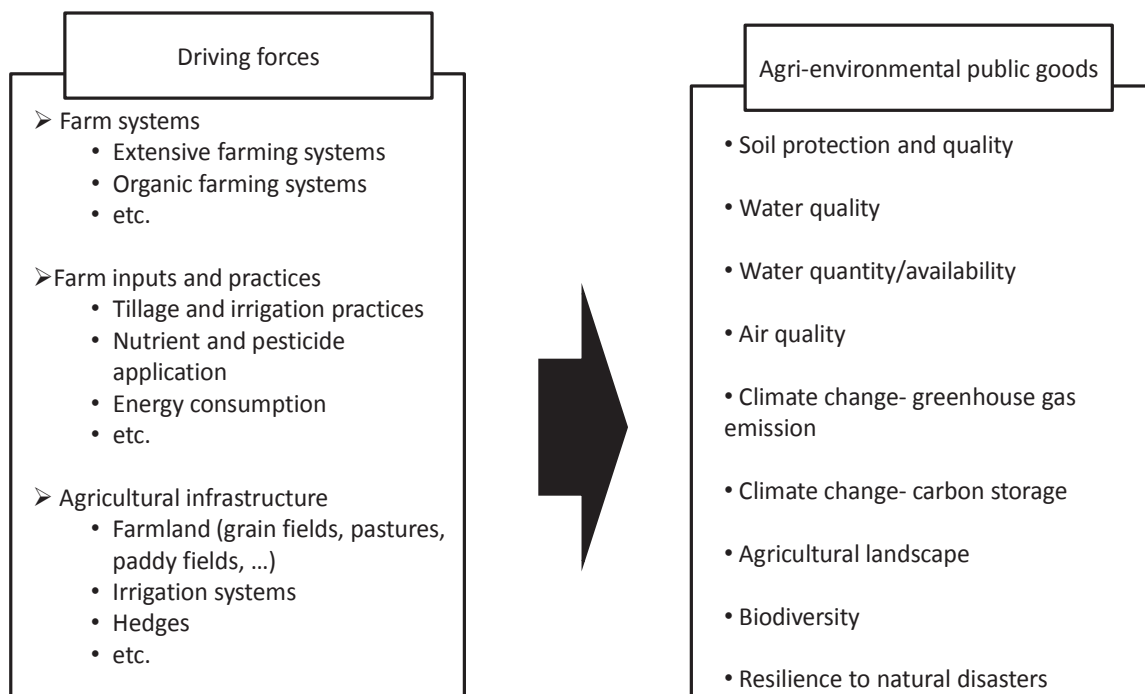 Driving forces
➢ Farm systems
• Extensive farming systems
• Organic farming systems
• etc.
➢Farm inputs and practices
• Tillage and irrigation practices
• Nutrient and pesticide
application
• Energy consumption
• etc.
➢ Agricultural infrastructure
• Farmland (grain fields, pastures,
paddy fields, …)
• Irrigation systems
• Hedges
• etc.
Agri-environmental public goods
• Soil protection and quality
• Water quality
• Water quantity/availability
• Air quality
• Climate change- greenhouse gas
emission
• Climate change- carbon storage
• Agricultural landscape
• Biodiversity
• Resilience to natural disasters